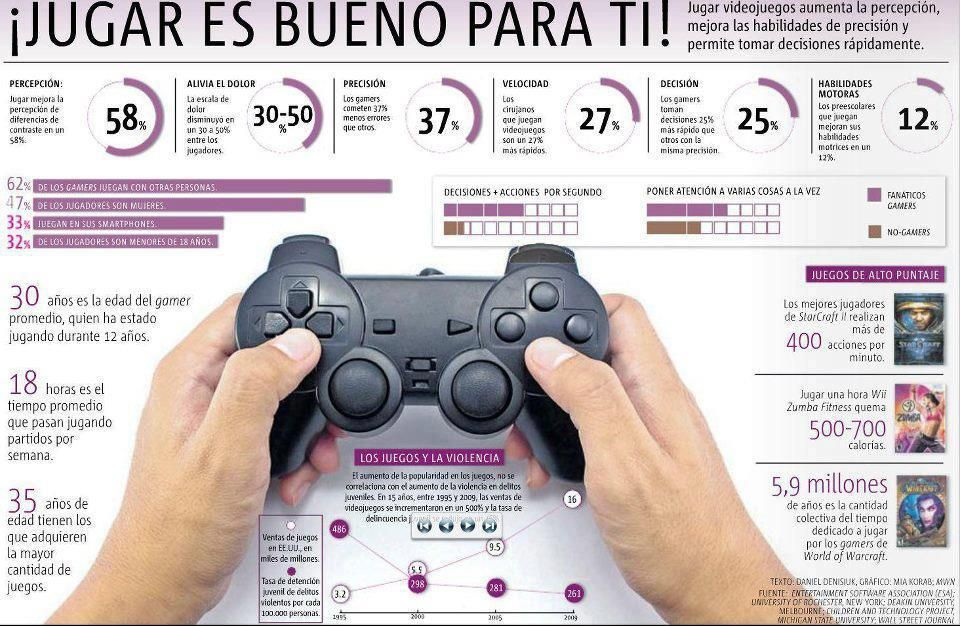 ¡JUGAR ES BUENO PARA TI!
Jugar videojuegos aumenta la percepción,
mejora las habilidades de precisión y
permite tomar decisiones rápidamente.
PERCEPCIÓN:
Jugar mejora la
percepción de
diferencias de
contraste en un
58%.
58%
ALIVIA EL DOLOR
La escala de
dolor
disminuyó en
un 30 a 50%
entre los
jugadores.
30-50
%
PRECISIÓN
Los gamers
cometen 37%
menos errores
que otros.
37%
VELOCIDAD
Los
cirujanos
que juegan
videojuegos
son un 27%
más rápidos.
27%
DECISIÓN
Los gamers
toman
decisiones 25%
más rápido que
otros con la
misma precisión.
25%
HABILIDADES
MOTORAS
Los preescolares
que juegan
mejoran sus
habilidades
motrices en un
12%.
12%
62% DE LOS GAMERS JUEGAN CON OTRAS PERSONAS.
47% DE LOS JUGADORES SON MUJERES.
33% JUEGAN EN SUS SMARTPHONES.
32% DE LOS JUGADORES SON MENORES DE 18 AÑOS.
DECISIONES + ACCIONES POR SEGUNDO
PONER ATENCIÓN A VARIAS COSAS A LA VEZ
FANÁTICOS
GAMERS
NO-GAMERS
30 años es la edad del gamer
promedio, quien ha estado
jugando durante 12 años.
18 horas es el
tiempo promedio
que pasan jugando
partidos por
semana.
35 años de
edad tienen los
que adquieren
la mayor
cantidad de
juegos.
JUEGOS DE ALTO PUNTAJE
Los mejores jugadores
de StarCraft II realizan
más de
400 acciones por
minuto.
STARCRAFT
Jugar una hora Wii
Zumba Fitness quema
500-700
calorías.
ZUMBA
5,9 millones
de años es la cantidad
colectiva del tiempo
dedicado a jugar
por los gamers de
World of Warcraft.
WARCRAFT
LOS JUEGOS Y LA VIOLENCIA
El aumento de la popularidad en los juegos, no se
correlaciona con el aumento de la violencia en delitos
juveniles. En 15 años, entre 1995 y 2009, las ventas de
videojuegos se incrementaron en un 500% y la tasa de
delincuencia
Ventas de juegos
en EE.UU., en
miles de millones.
Tasa de detención
juvenil de delitos
violentos por cada
100.000 personas.
486
298
281
261
3.2
5.5
9.5
16
1995 2000 2005 2009
TEXTO: DANIEL DENISIUK, GRÁFICO: MIA KORAB; MWN
FUENTE: ENTERTAINMENT SOFTWARE ASSOCIATION (ESA);
UNIVERSITY OF ROCHESTER, NEW YORK; DEAKIN UNIVERSITY,
MELBOURNE; CHILDREN AND TECHNOLOGY PROJECT,
MICHIGAN STATE UNIVERSITY; WALL STREET JOURNAL